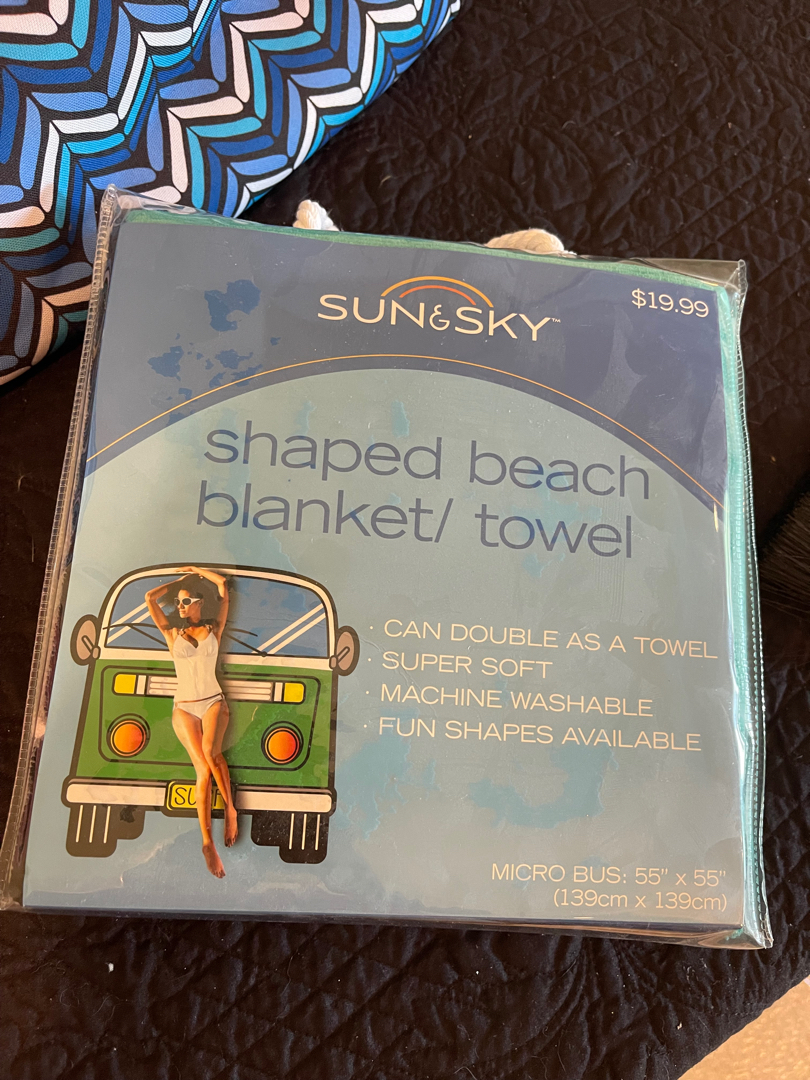 SUN&SKY™
$19.99
shaped beach
blanket/ towel
· CAN DOUBLE AS A TOWEL
· SUPER SOFT
· MACHINE WASHABLE
· FUN SHAPES AVAILABLE
SU F
MICRO BUS: 55" x 55"
(139cm x 139cm)